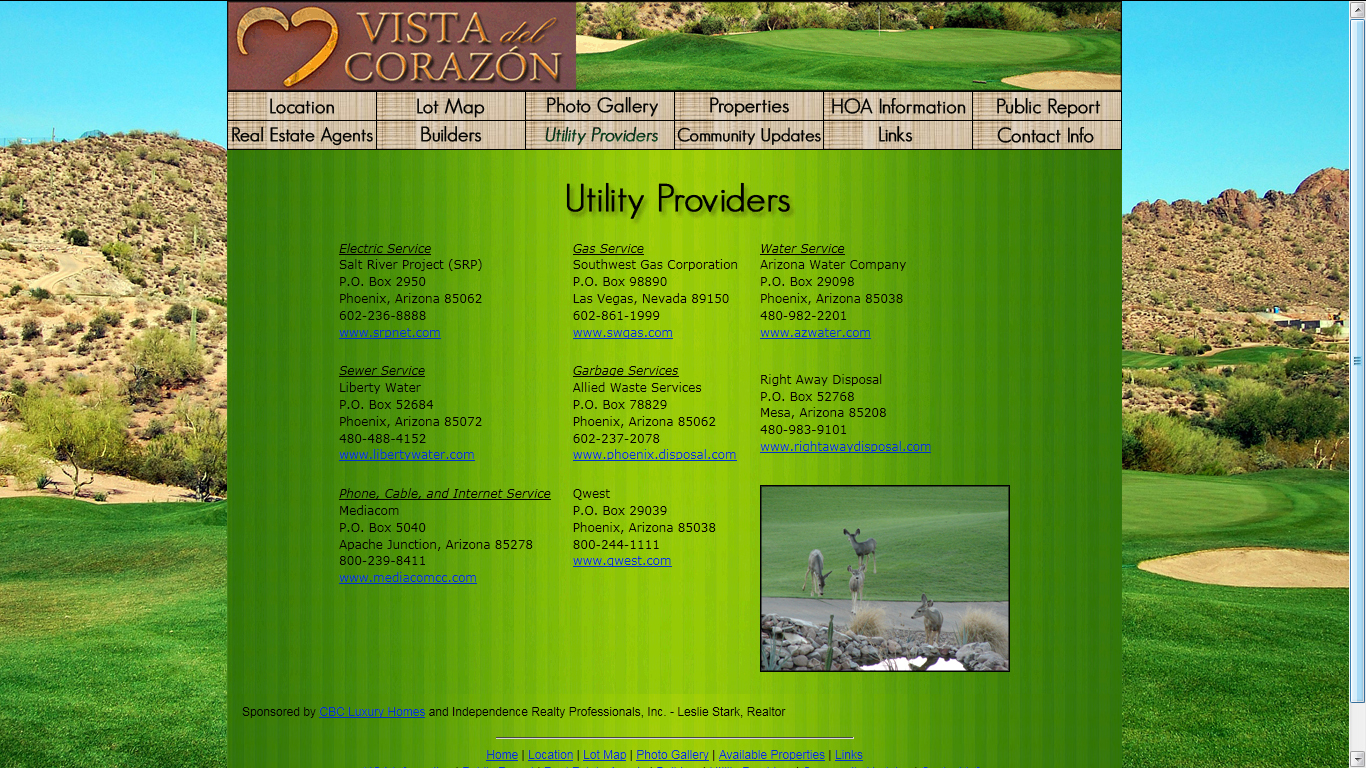 VISTA del
CORAZÓN
Location
Lot Map
Photo Gallery
Properties
HOA Information
Public Report
Real Estate Agents
Builders
Utility Providers
Community Updates
Links
Contact Info
Utility Providers
Electric Service
Salt River Project (SRP)
P.O. Box 2950
Phoenix, Arizona 85062
602-236-8888
www.srpnet.com
Gas Service
Southwest Gas Corporation
P.O. Box 98890
Las Vegas, Nevada 89150
602-861-1999
www.swgas.com
Water Service
Arizona Water Company
P.O. Box 29098
Phoenix, Arizona 85038
480-982-2201
www.azwater.com
Sewer Service
Liberty Water
P.O. Box 52684
Phoenix, Arizona 85072
480-488-4152
www.libertywater.com
Garbage Services
Allied Waste Services
P.O. Box 78829
Phoenix, Arizona 85062
602-237-2078
www.phoenix.disposal.com
Right Away Disposal
P.O. Box 52768
Mesa, Arizona 85208
480-983-9101
www.rightawaydisposal.com
Phone, Cable, and Internet Service
Mediacom
P.O. Box 5040
Apache Junction, Arizona 85278
800-239-8411
www.mediacomcc.com
Qwest
P.O. Box 29039
Phoenix, Arizona 85038
800-244-1111
www.qwest.com
Sponsored by CBC Luxury Homes and Independence Realty Professionals, Inc. - Leslie Stark, Realtor
Home | Location | Lot Map | Photo Gallery | Available Properties | Links